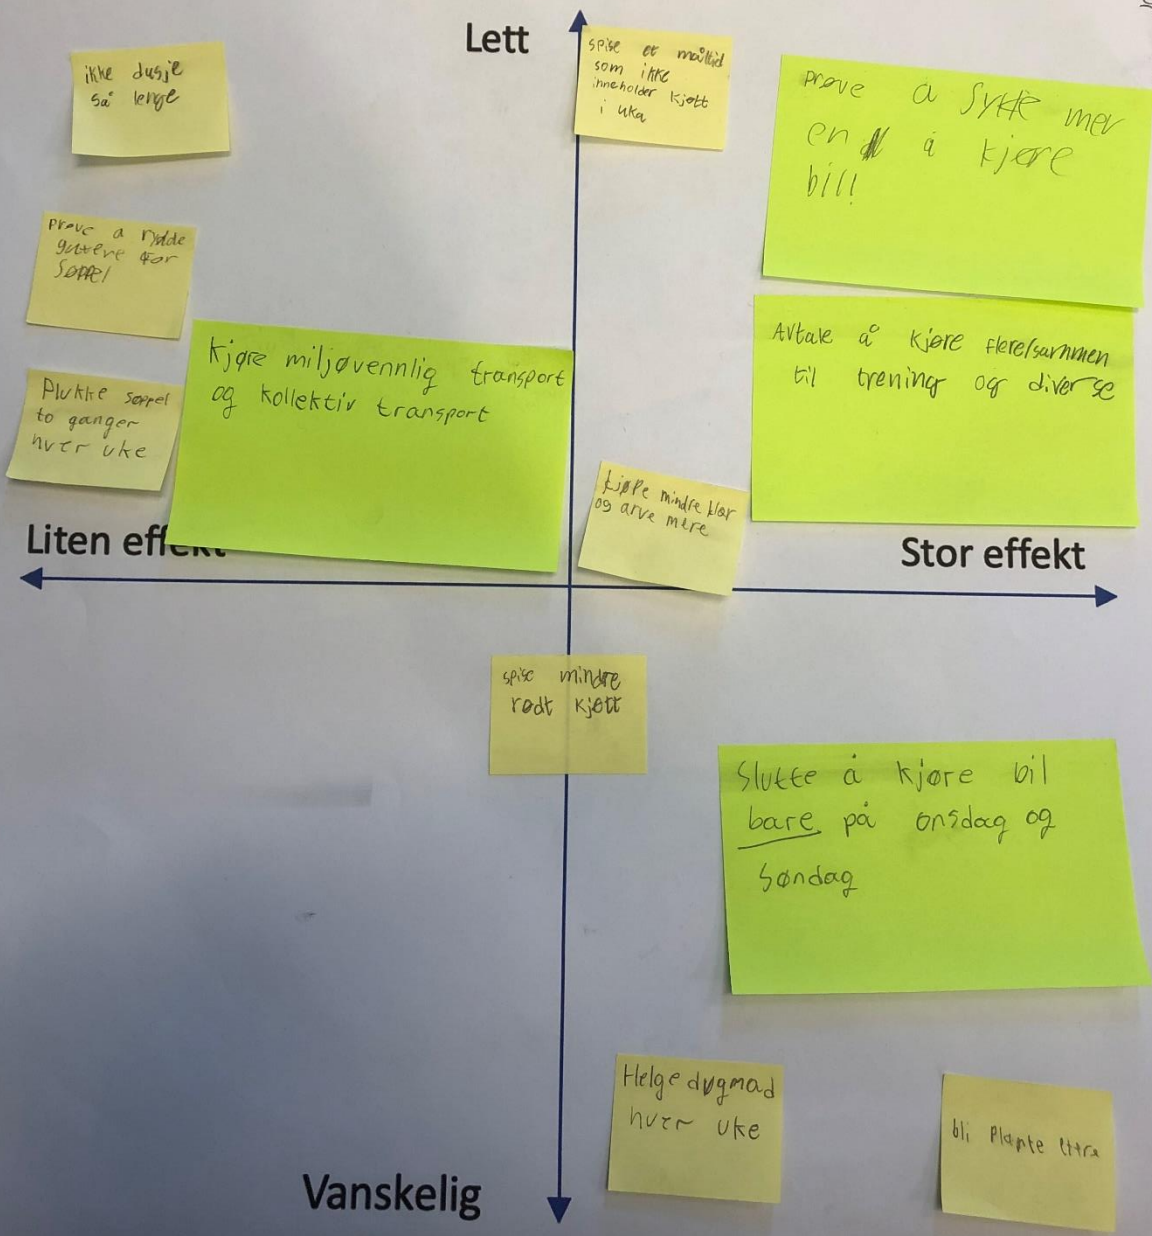 Lett
ikke dusje
så lenge
spise et måltid
som ikke
inneholder kjøtt
i uka
prøve å sykle mer
en å kjøre
bil!
prøve a rydde
gatene for
søppel
Avtale å kjøre flere sammen
til trening og diverse
Kjøre miljøvennlig transport
og kollektiv transport
Plukke søppel
to ganger
hver uke
kjøpe mindre klær
og arve mere
Liten effekt
Stor effekt
spise mindre
rødt kjøtt
Slutte å kjøre bil
bare på onsdag og
søndag
Helge døgmad
hver uke
bli Plante
Vanskelig